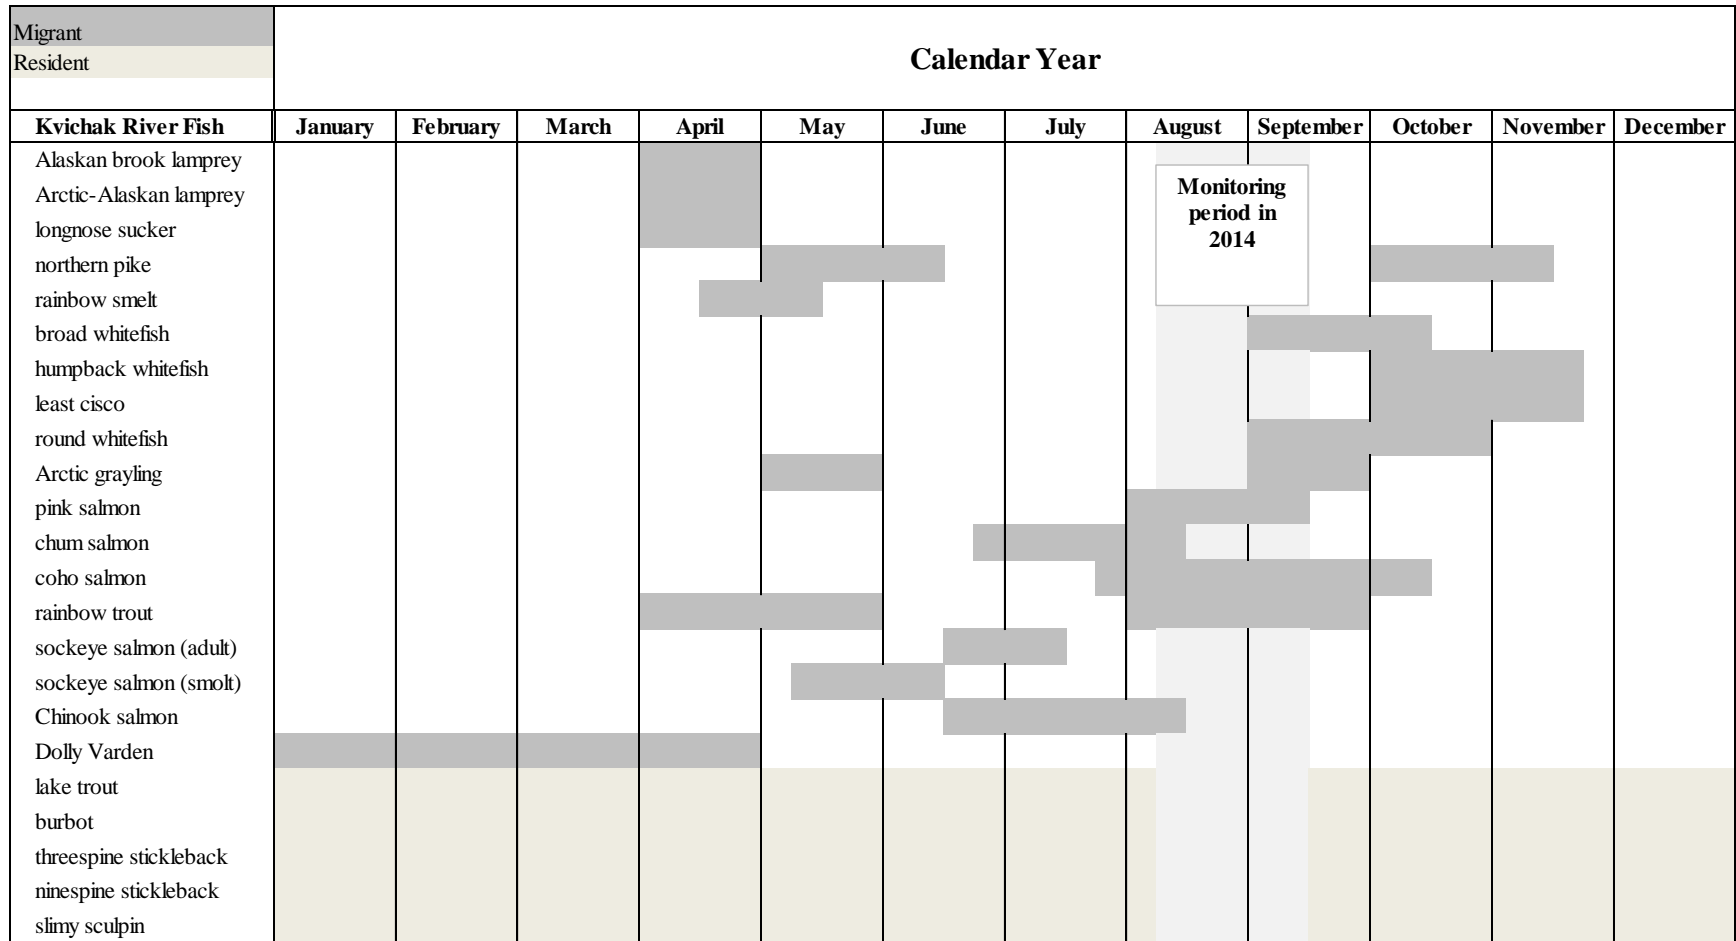 Migrant
Resident
Calendar Year
Kvichak River Fish January February March April May June July August September October November December
Alaskan brook lamprey
Arctic-Alaskan lamprey
longnose sucker
northern pike
rainbow smelt
broad whitefish
humpback whitefish
least cisco
round whitefish
Arctic grayling
pink salmon
chum salmon
coho salmon
rainbow trout
sockeye salmon (adult)
sockeye salmon (smolt)
Chinook salmon
Dolly Varden
lake trout
burbot
threespine stickleback
ninespine stickleback
slimy sculpin
Monitoring
period in
2014